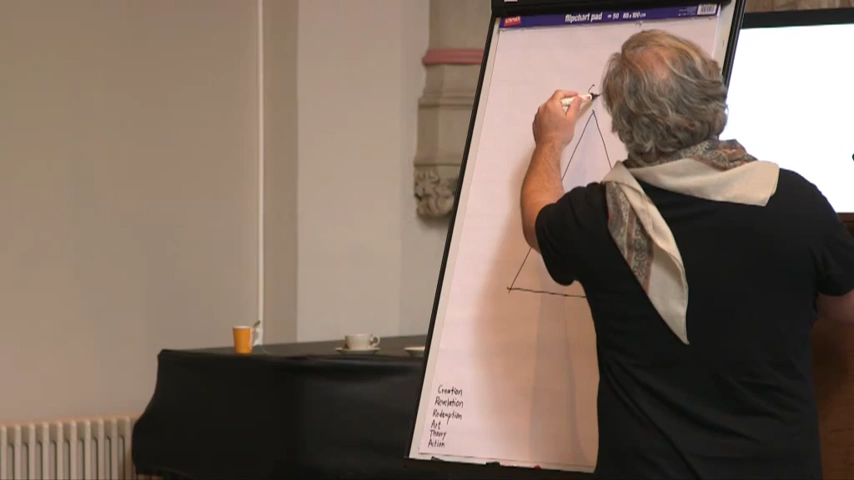 flipchart pad
Creation
Revelation
Redemption
Art
Theory
Action